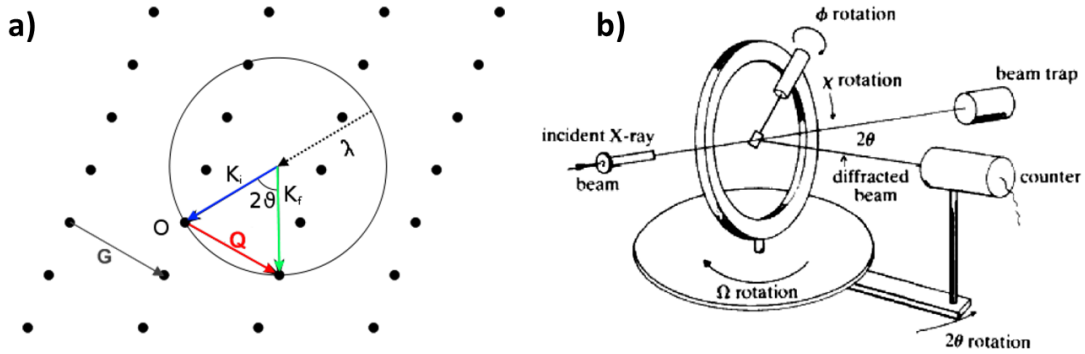 a)
λ
K_i
2ϑ
K_f
O
Q
G
b)
ϕ rotation
χ rotation
beam trap
incident X-ray
beam
2θ
diffracted
beam
counter
Ω rotation
2θ rotation